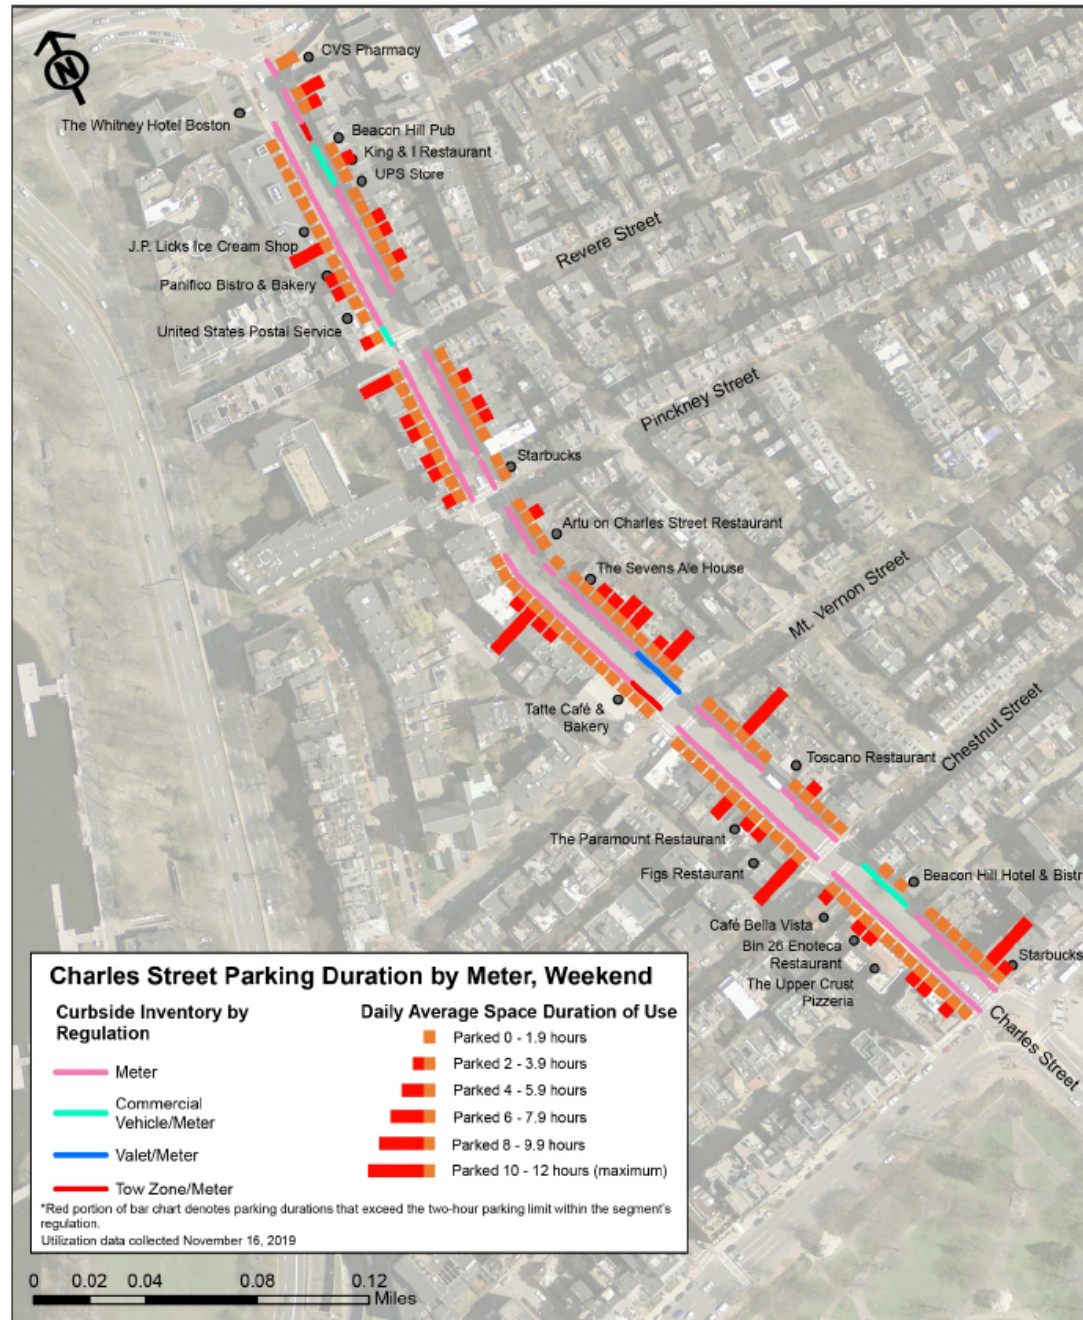 N
CVS Pharmacy
The Whitney Hotel Boston
Beacon Hill Pub
King & I Restaurant
UPS Store
Revere Street
J.P. Licks Ice Cream Shop
Panifico Bistro & Bakery
United States Postal Service
Pinckney Street
Starbucks
Artu on Charles Street Restaurant
The Sevens Ale House
Mt. Vernon Street
Tatte Café &
Bakery
Chestnut Street
Toscano Restaurant
The Paramount Restaurant
Figs Restaurant
Beacon Hill Hotel & Bistr
Café Bella Vista
Bin 26 Enoteca
Restaurant
The Upper Crust
Pizzeria
Starbucks
Charles Street
Charles Street Parking Duration by Meter, Weekend
Curbside Inventory by
Regulation
Meter
Commercial
Vehicle/Meter
Valet/Meter
Tow Zone/Meter
Daily Average Space Duration of Use
Parked 0 - 1.9 hours
Parked 2 - 3.9 hours
Parked 4 - 5.9 hours
Parked 6 - 7.9 hours
Parked 8 - 9.9 hours
Parked 10 - 12 hours (maximum)
*Red portion of bar chart denotes parking durations that exceed the two-hour parking limit within the segment's
regulation.
Utilization data collected November 16, 2019
0 0.02 0.04 0.08 0.12
Miles